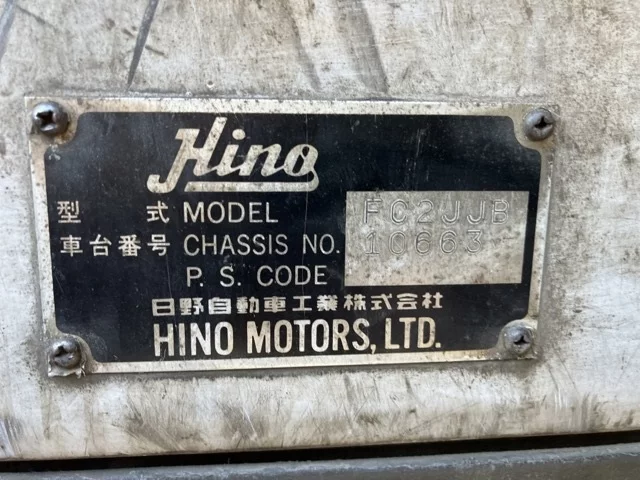 Hino
型式 MODEL FC2JJB
車台番号 CHASSIS NO. 10663
P. S. CODE
日野自動車工業株式会社
HINO MOTORS, LTD.